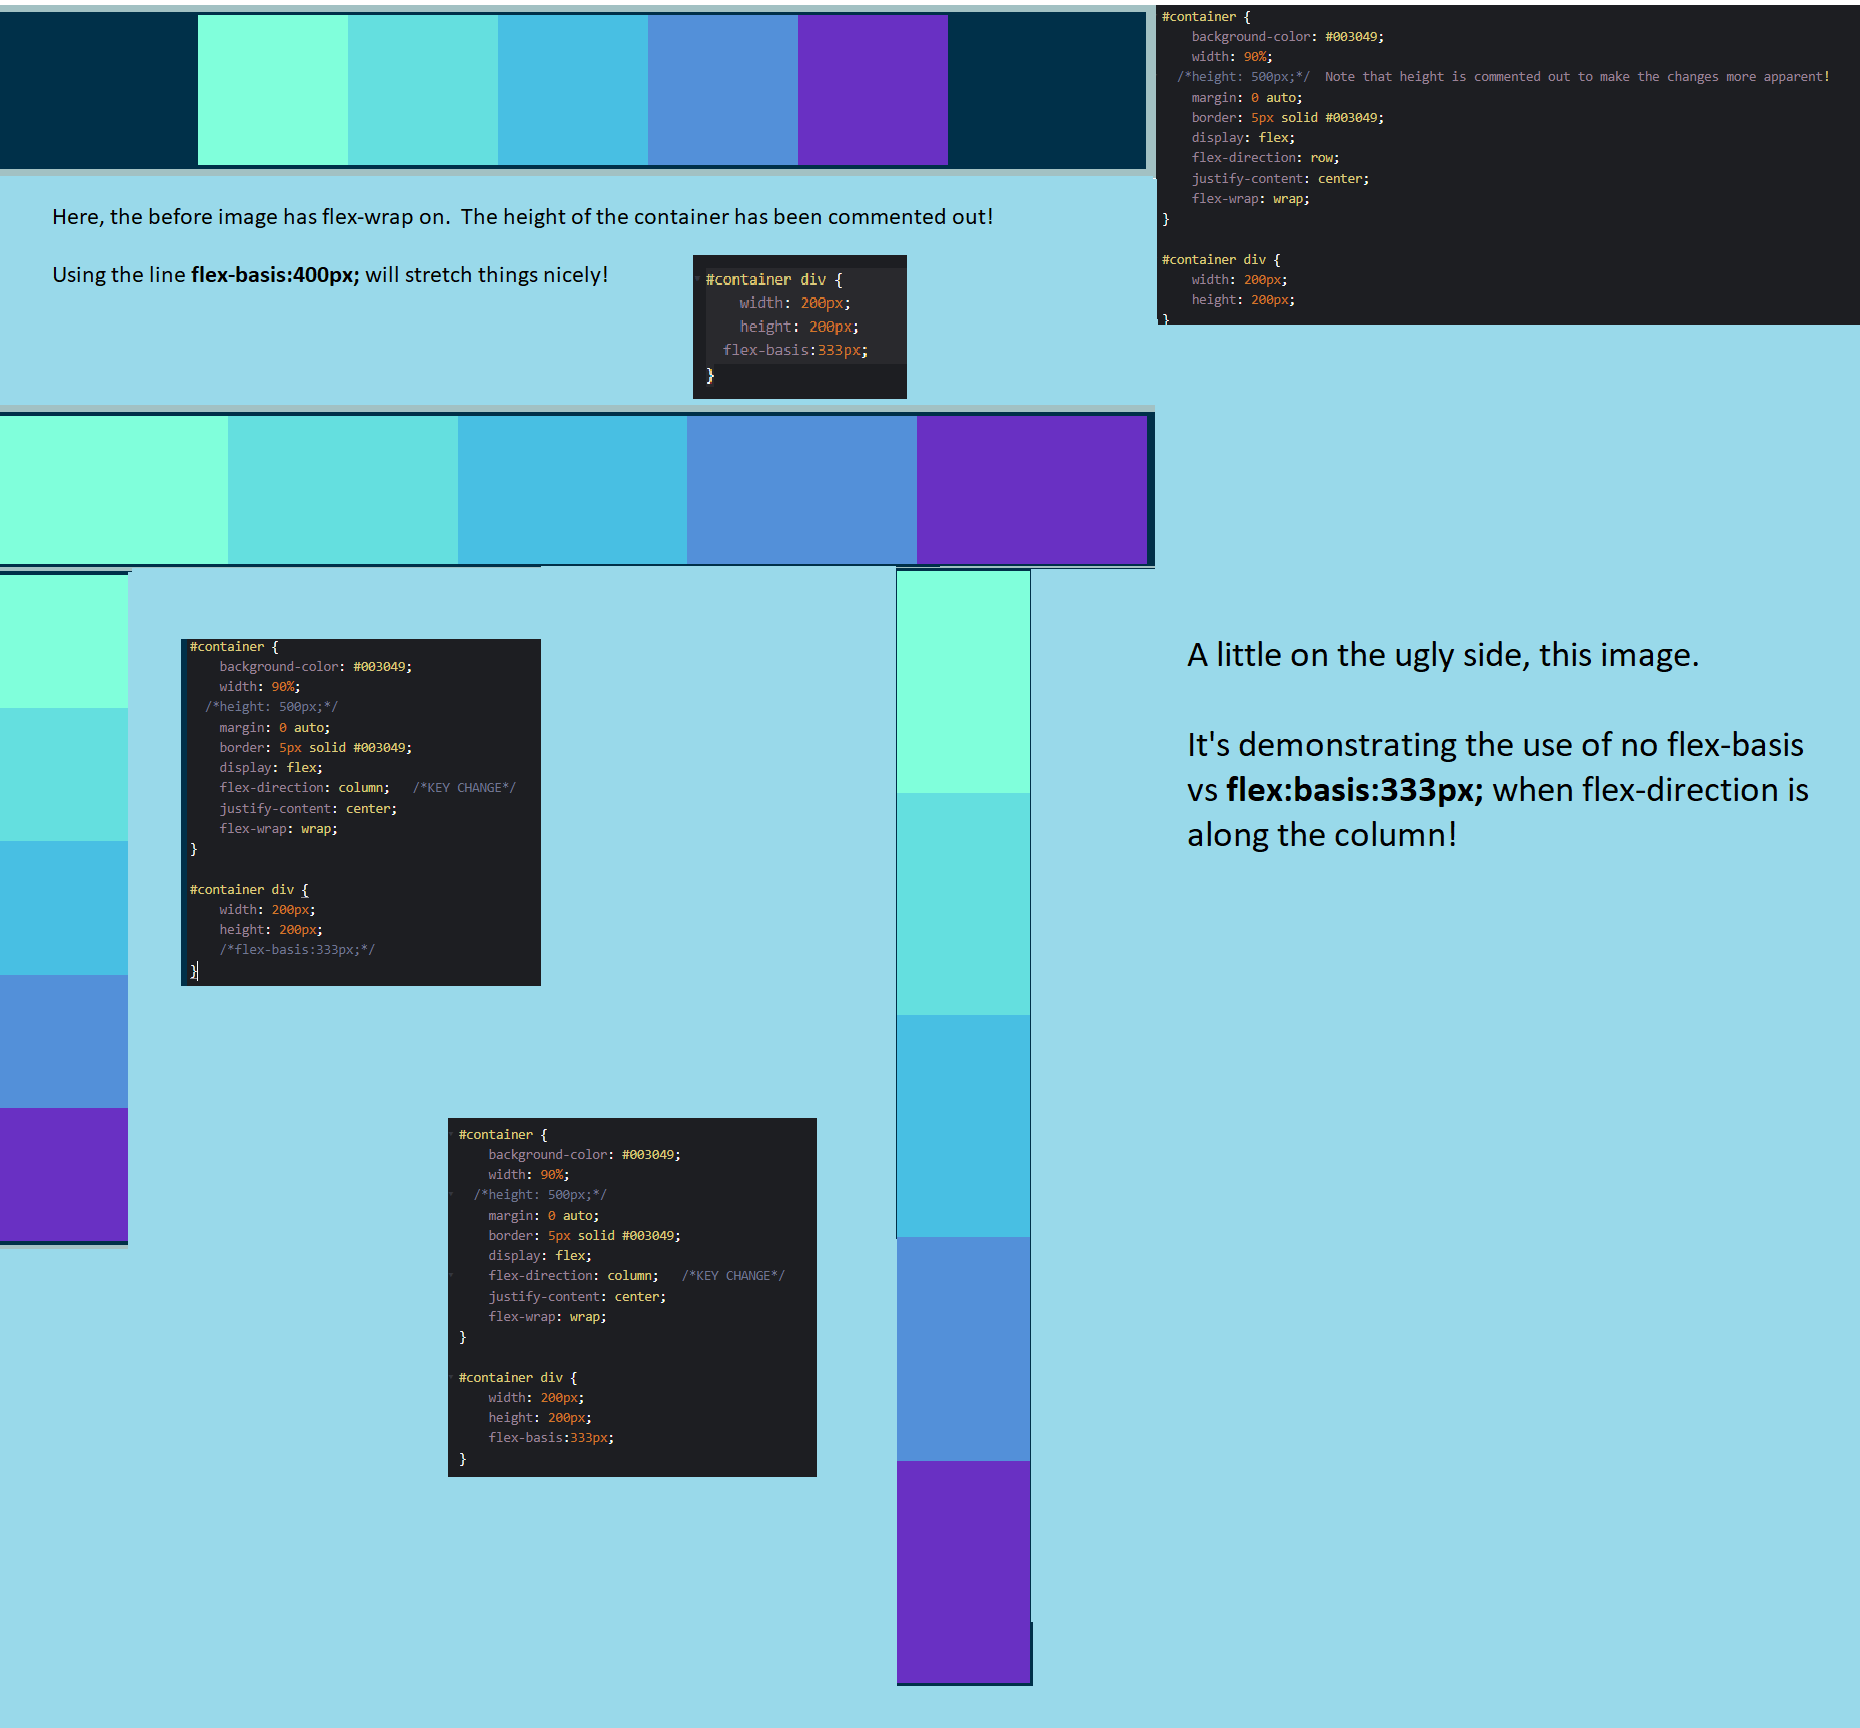 #container {
background-color: #003049;
width: 90%;
/*height: 500px;*/  Note that height is commented out to make the changes more apparent!
margin: 0 auto;
border: 5px solid #003049;
display: flex;
flex-direction: row;
justify-content: center;
flex-wrap: wrap;
}
#container div {
width: 200px;
height: 200px;
}
Here, the before image has flex-wrap on.  The height of the container has been commented out!
Using the line flex-basis:400px; will stretch things nicely!
#container div {
width: 200px;
height: 200px;
flex-basis:333px;
}
#container {
background-color: #003049;
width: 90%;
/*height: 500px;*/
margin: 0 auto;
border: 5px solid #003049;
display: flex;
flex-direction: column;   /*KEY CHANGE*/
justify-content: center;
flex-wrap: wrap;
}
#container div {
width: 200px;
height: 200px;
/*flex-basis:333px;*/
}
A little on the ugly side, this image.
It's demonstrating the use of no flex-basis
vs flex:basis:333px; when flex-direction is
along the column!
#container {
background-color: #003049;
width: 90%;
/*height: 500px;*/
margin: 0 auto;
border: 5px solid #003049;
display: flex;
flex-direction: column;   /*KEY CHANGE*/
justify-content: center;
flex-wrap: wrap;
}
#container div {
width: 200px;
height: 200px;
flex-basis:333px;
}